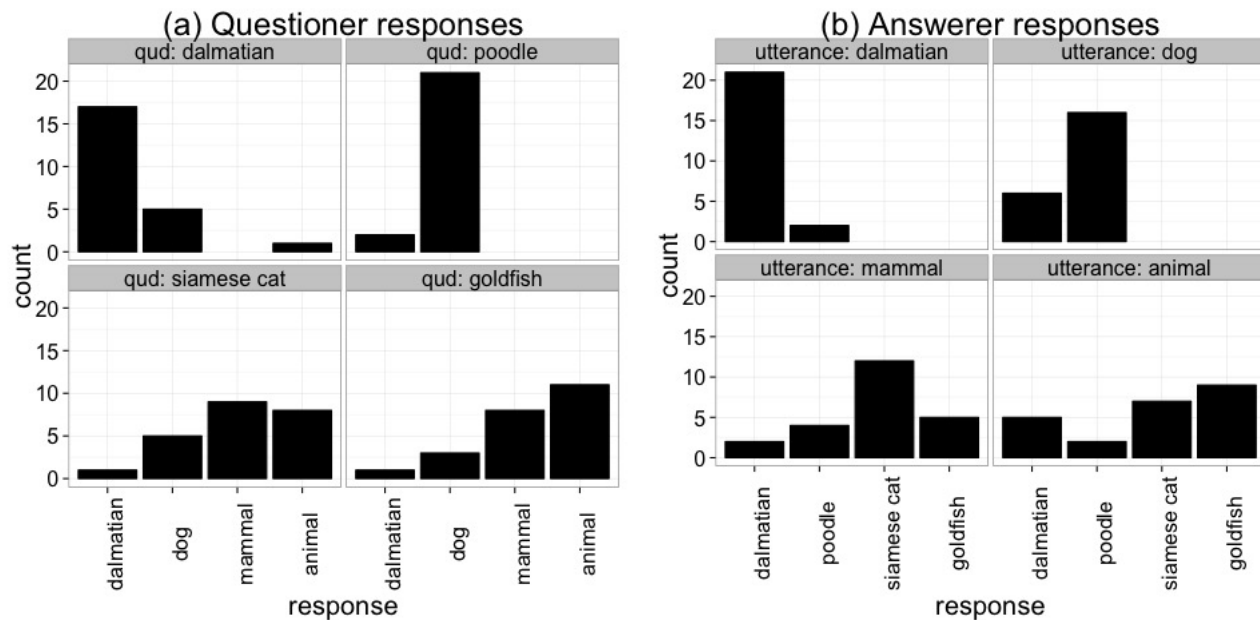 (a) Questioner responses
qud: dalmatian
qud: poodle
20
15
10
5
0
count
qud: siamese cat
qud: goldfish
20
15
10
5
0
dalmatian
dog
mammal
animal
dalmatian
dog
mammal
animal
response
(b) Answerer responses
utterance: dalmatian
utterance: dog
20
15
10
5
0
count
utterance: mammal
utterance: animal
20
15
10
5
0
dalmatian
poodle
siamese cat
goldfish
dalmatian
poodle
siamese cat
goldfish
response